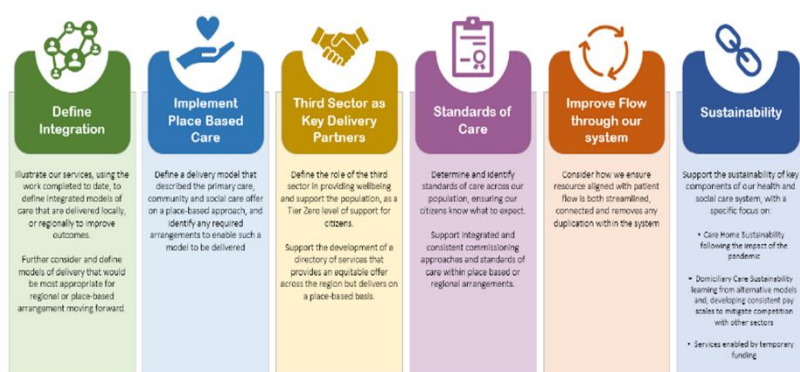 Define
Integration
Illustrate our services, using the
work completed to date, to
define integrated models of
care that are delivered locally,
or regionally to improve
outcomes.
Further consider and define
models of delivery that would
be most appropriate for
regional or place-based
arrangement moving forward.
Implement
Place Based
Care
Define a delivery model that
described the primary care,
community and social care offer
on a place-based approach, and
identify any required
arrangements to enable such a
model to be delivered
Third Sector as
Key Delivery
Partners
Define the role of the third
sector in providing wellbeing
and support the population, as a
Tier Zero level of support for
citizens.
Support the development of a
directory of services that
provides an equitable offer
across the region but delivers on
a place-based basis.
Standards of
Care
Determine and identify
standards of care across our
population, ensuring our
citizens know what to expect.
Support integrated and
consistent commissioning
approaches and standards of
care within place based or
regional arrangements.
Improve Flow
through our
system
Consider how we ensure
resource aligned with patient
flow is both streamlined,
connected and removes any
duplication within the system
Sustainability
Support the sustainability of key
components of our health and
social care system, with a
specific focus on:
• Care Home Sustainability
following the impact of the
pandemic
• Domiciliary Care Sustainability
learning from alternative models
and, developing consistent pay
scales to mitigate competition
with other sectors
• Services enabled by temporary
funding